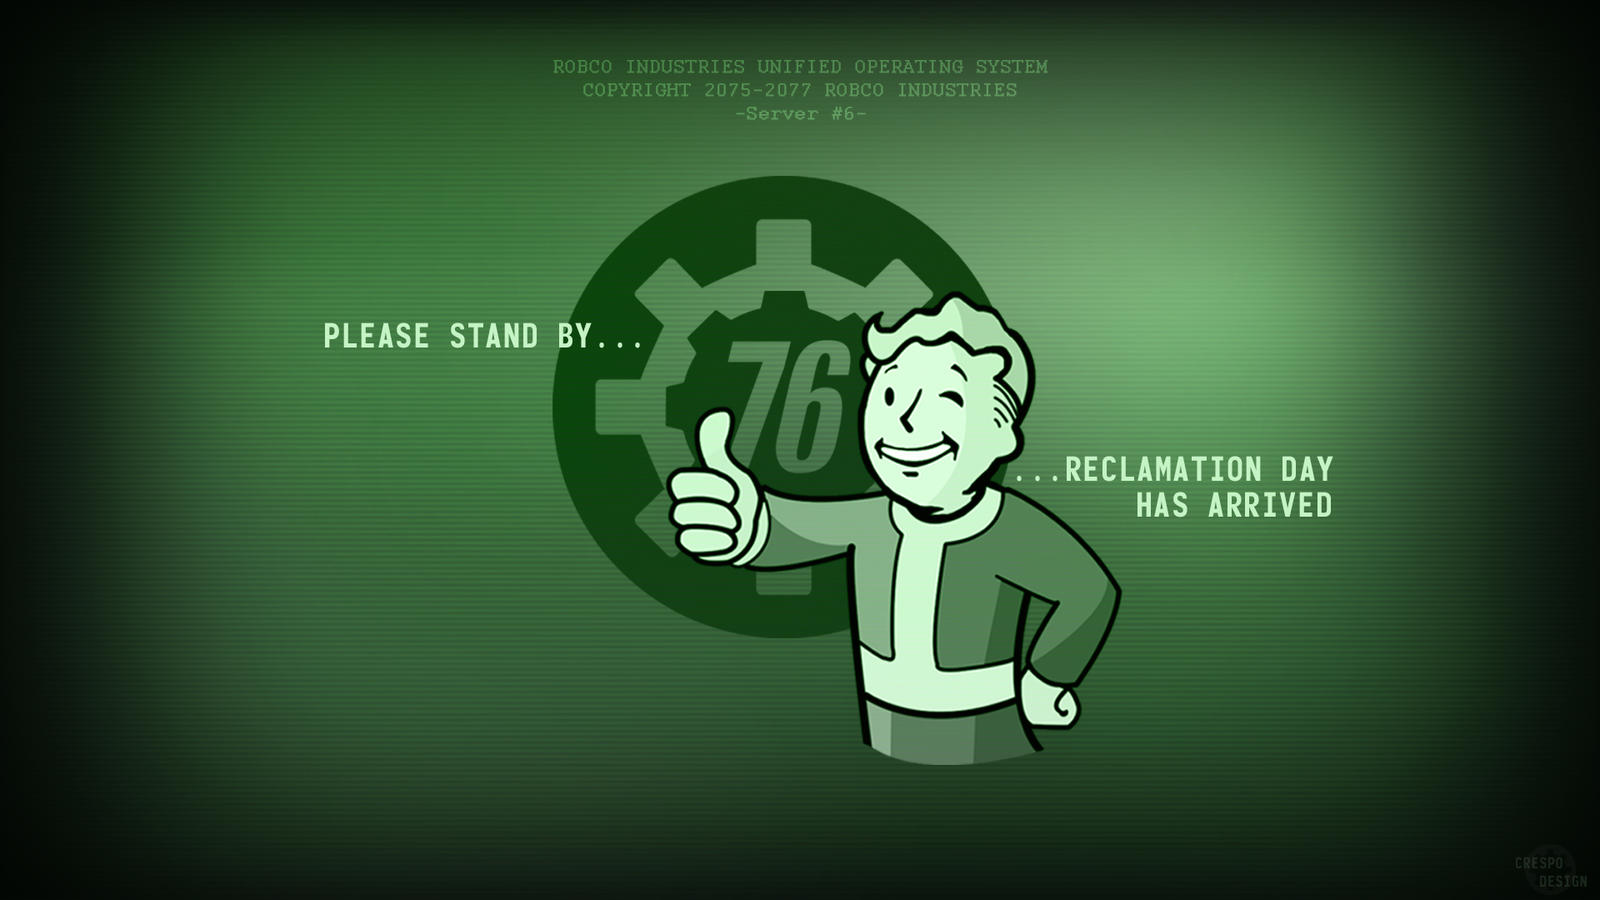 ROBCO INDUSTRIES UNIFIED OPERATING SYSTEM
COPYRIGHT 2075-2077 ROBCO INDUSTRIES
-Server #6-
PLEASE STAND BY...
76
...RECLAMATION DAY
HAS ARRIVED
CRESPO
DESIGN